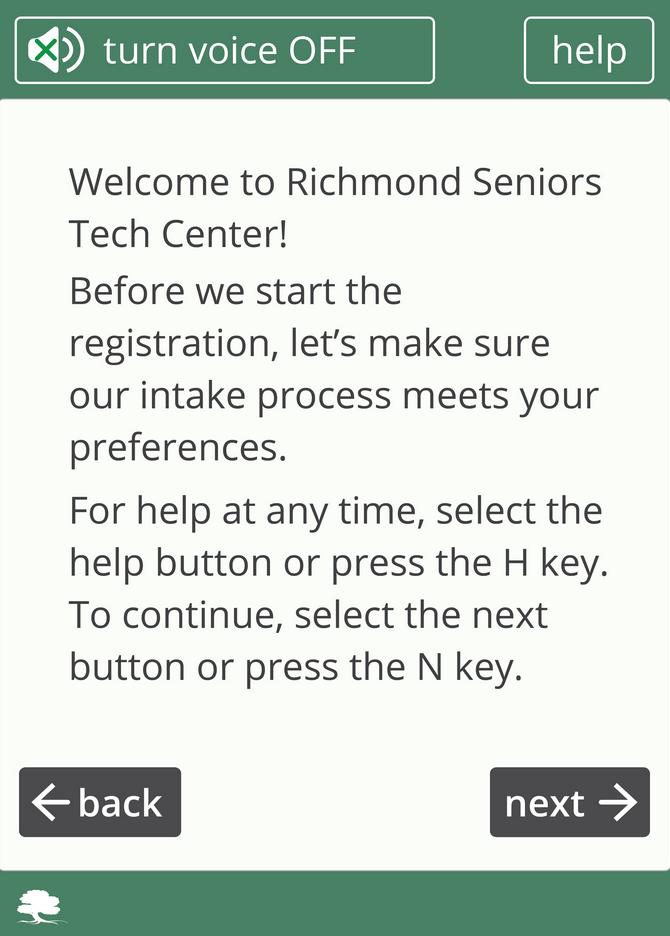 turn voice OFF
help
Welcome to Richmond Seniors
Tech Center!
Before we start the
registration, let’s make sure
our intake process meets your
preferences.
For help at any time, select the
help button or press the H key.
To continue, select the next
button or press the N key.
back
next